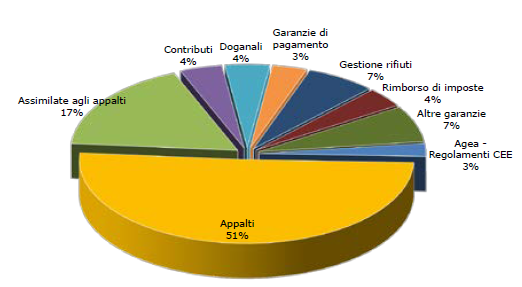 Garanzie di
pagamento
3%
Doganali
4%
Contributi
4%
Gestione rifiuti
7%
Rimborso di imposte
4%
Assimilate agli appalti
17%
Altre garanzie
7%
Agea -
Regolamenti CEE
3%
Appalti
51%